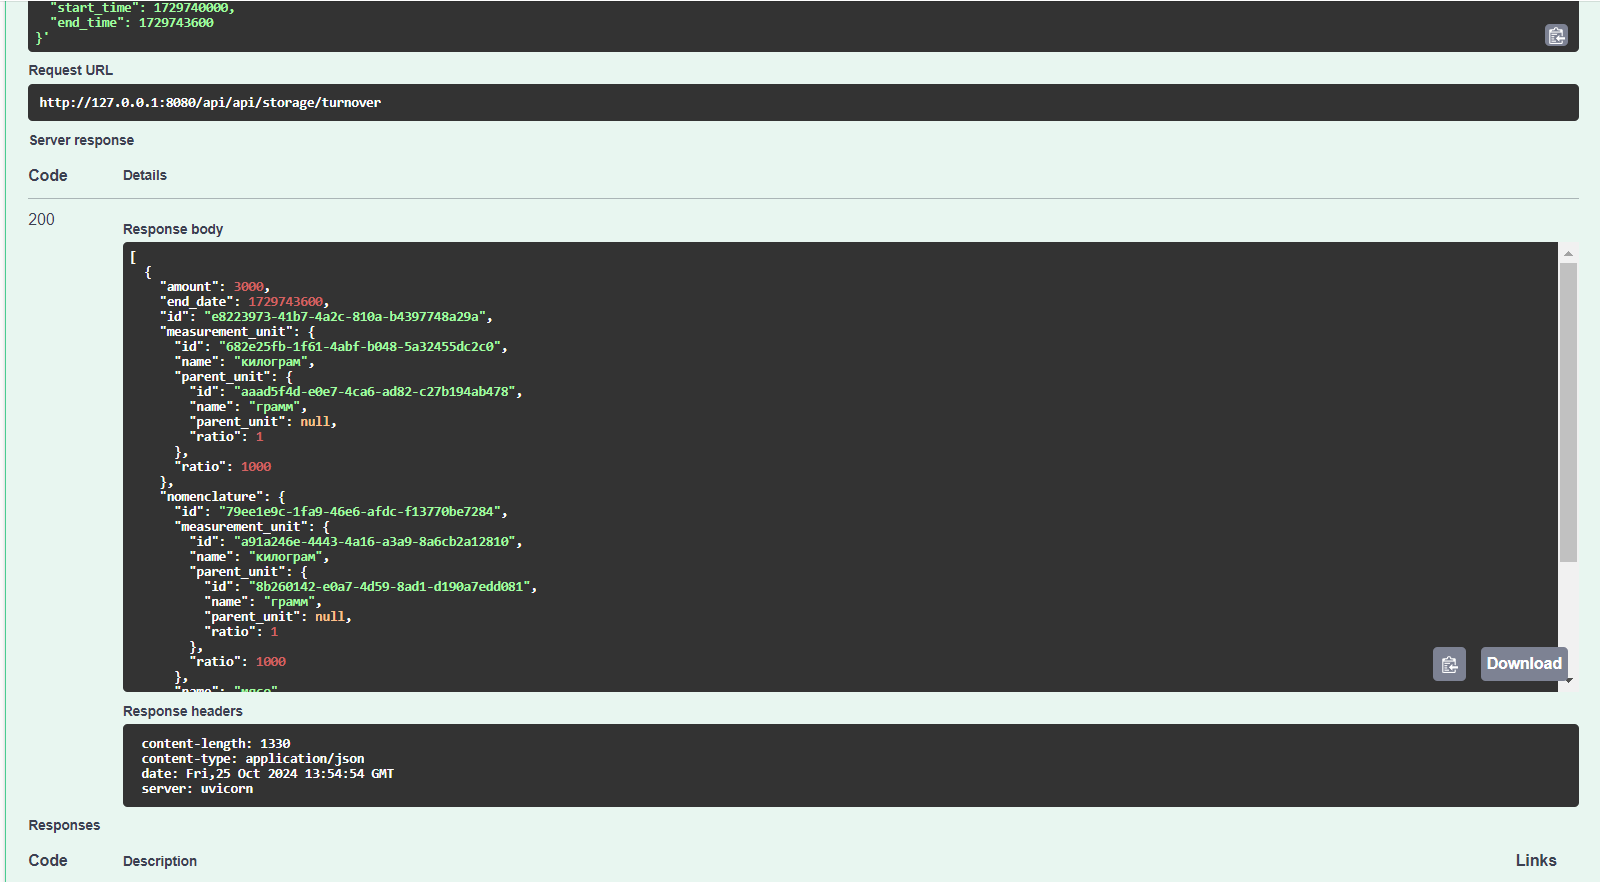 "start_time": 1729740000,
"end_time": 1729743600
}'
Request URL
http://127.0.0.1:8080/api/api/storage/turnover
Server response
Code Details
200
Response body
[
{
"amount": 3000,
"end_date": 1729743600,
"id": "e8223973-41b7-4a2c-810a-b4397748a29a",
"measurement_unit": {
"id": "682e25fb-1f61-4abf-b048-5a32455dc2c0",
"name": "килограм",
"parent_unit": {
"id": "aaad5f4d-e0e7-4ca6-ad82-c27b194ab478",
"name": "грамм",
"parent_unit": null,
"ratio": 1
},
"ratio": 1000
},
"nomenclature": {
"id": "79ee1e9c-1fa9-46e6-afdc-f13770be7284",
"measurement_unit": {
"id": "a91a246e-4443-4a16-a3a9-8a6cb2a12810",
"name": "килограм",
"parent_unit": {
"id": "8b260142-e0a7-4d59-8ad1-d190a7edd081",
"name": "грамм",
"parent_unit": null,
"ratio": 1
},
"ratio": 1000
},
"name": "мясо"
Download
Response headers
content-length: 1330
content-type: application/json
date: Fri,25 Oct 2024 13:54:54 GMT
server: uvicorn
Responses
Code Description Links